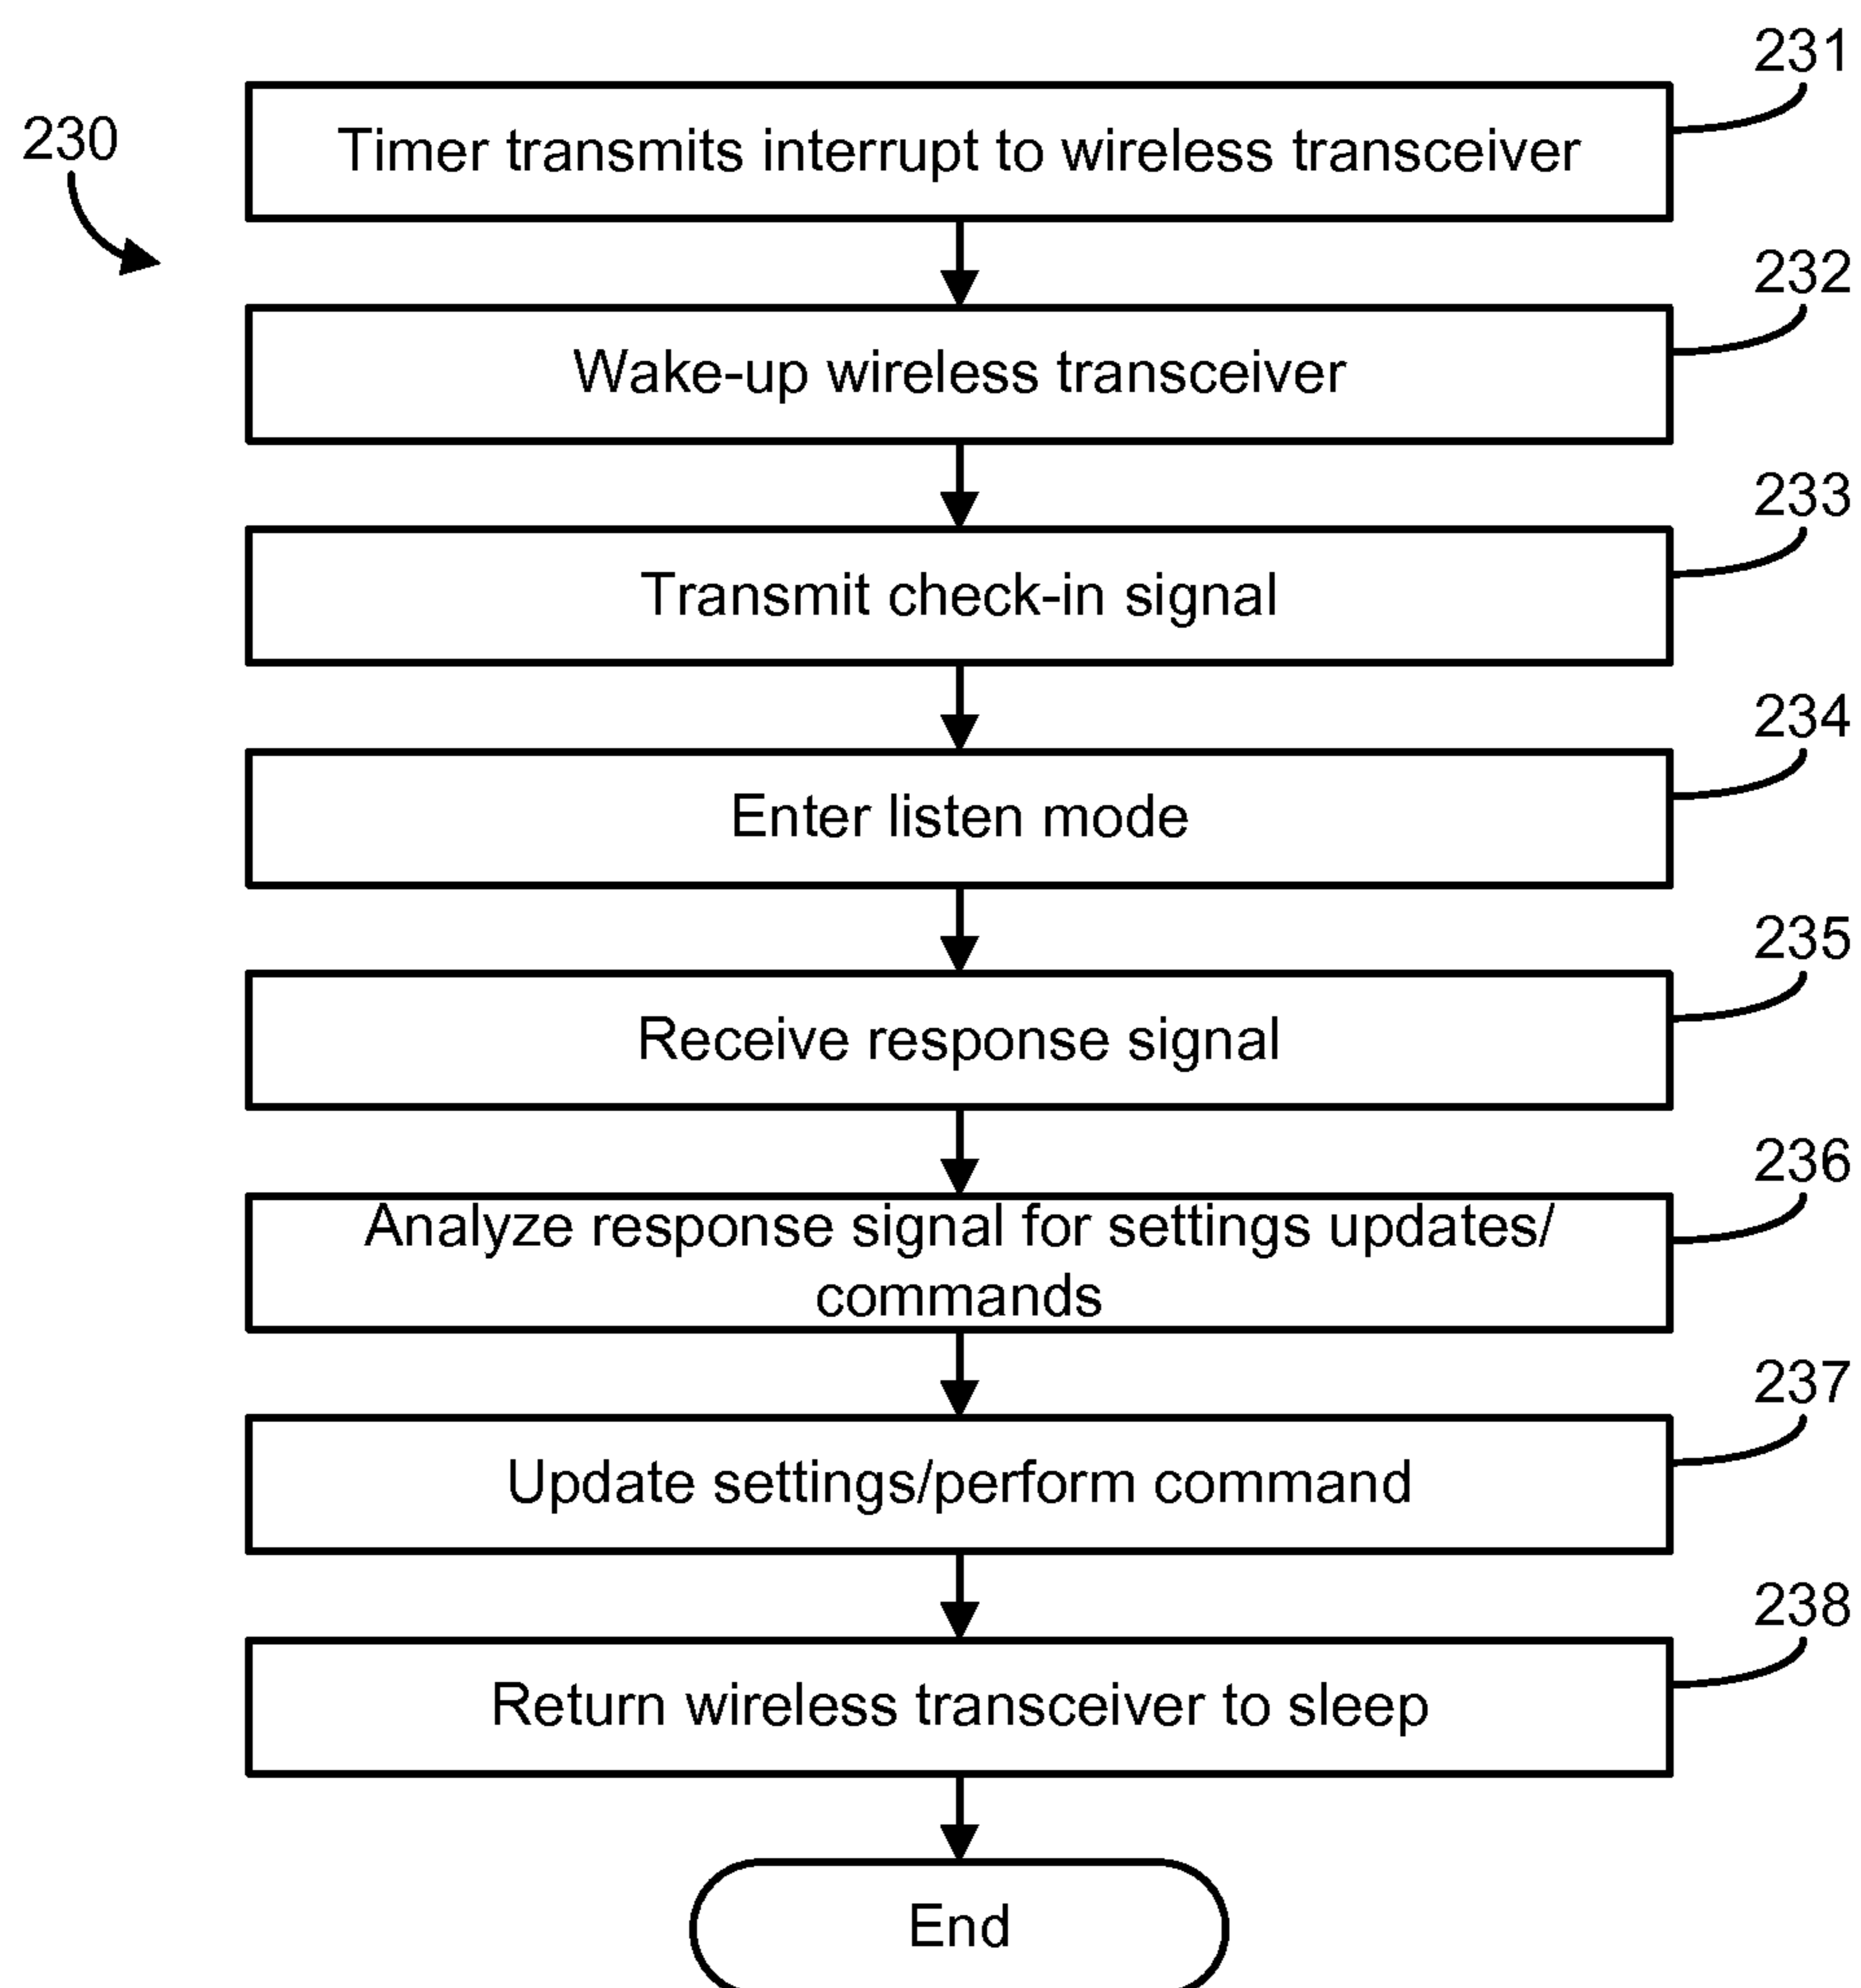 231
230
Timer transmits interrupt to wireless transceiver
232
Wake-up wireless transceiver
233
Transmit check-in signal
234
Enter listen mode
235
Receive response signal
236
Analyze response signal for settings updates/
commands
237
Update settings/perform command
238
Return wireless transceiver to sleep
End